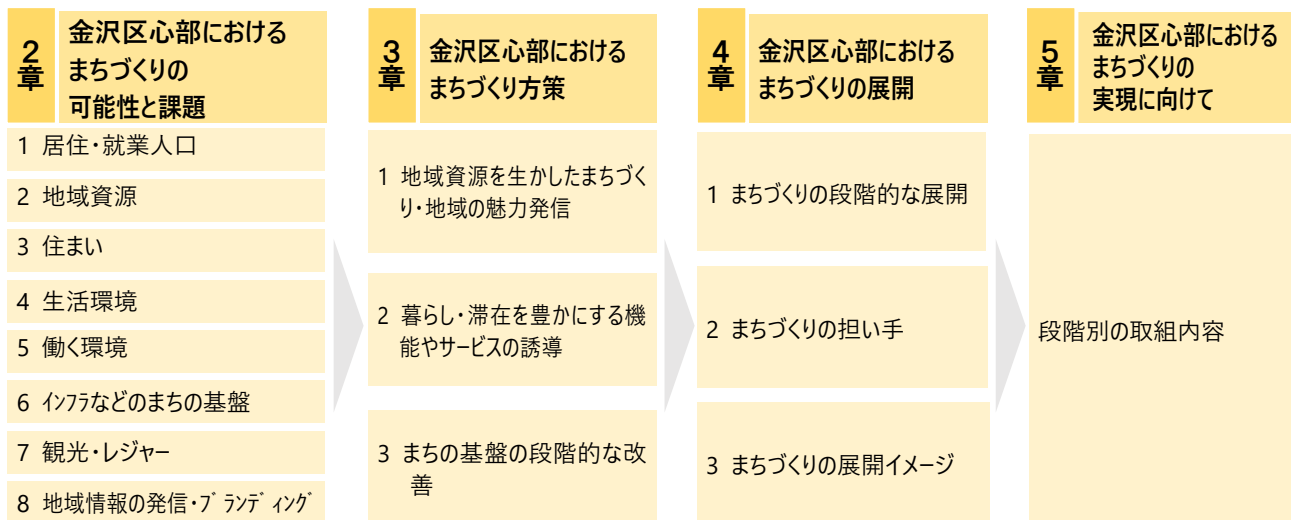 2章
金沢区心部における
まちづくりの
可能性と課題
1 居住・就業人口
2 地域資源
3 住まい
4 生活環境
5 働く環境
6 インフラなどのまちの基盤
7 観光・レジャー
8 地域情報の発信・ブランディング
3章
金沢区心部における
まちづくり方策
1 地域資源を生かしたまちづく
り・地域の魅力発信
2 暮らし・滞在を豊かにする機
能やサービスの誘導
3 まちの基盤の段階的な改
善
4章
金沢区心部における
まちづくりの展開
1 まちづくりの段階的な展開
2 まちづくりの担い手
3 まちづくりの展開イメージ
5章
金沢区心部における
まちづくりの
実現に向けて
段階別の取組内容